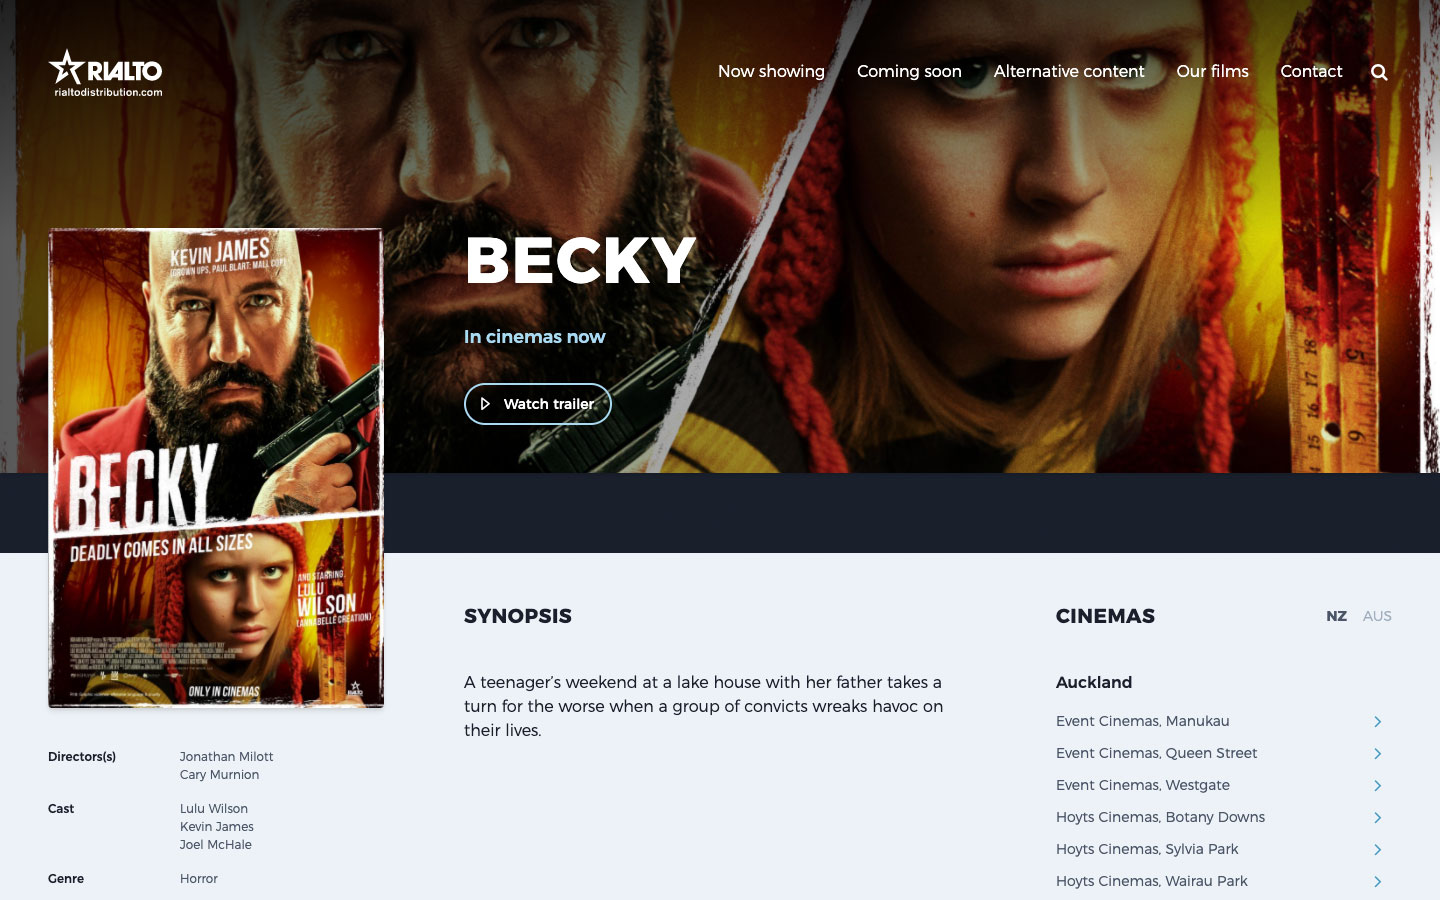 RIALTO
rialtodistribution.com
Now showing
Coming soon
Alternative content
Our films
Contact
BECKY
In cinemas now
Watch trailer
KEVIN JAMES
(GROWN UPS, PAUL BLART: MALL COP)
BECKY
DEADLY COMES IN ALL SIZES
AND STARRING
LULU
WILSON
(ANNABELLE CREATION)
ONLY IN CINEMAS
RIALTO
SYNOPSIS
A teenager’s weekend at a lake house with her father takes a
turn for the worse when a group of convicts wreaks havoc on
their lives.
CINEMAS
NZ
AUS
Auckland
Event Cinemas, Manukau
Event Cinemas, Queen Street
Event Cinemas, Westgate
Hoyts Cinemas, Botany Downs
Hoyts Cinemas, Sylvia Park
Hoyts Cinemas, Wairau Park
Directors(s)
Jonathan Milott
Cary Murnion
Cast
Lulu Wilson
Kevin James
Joel McHale
Genre
Horror